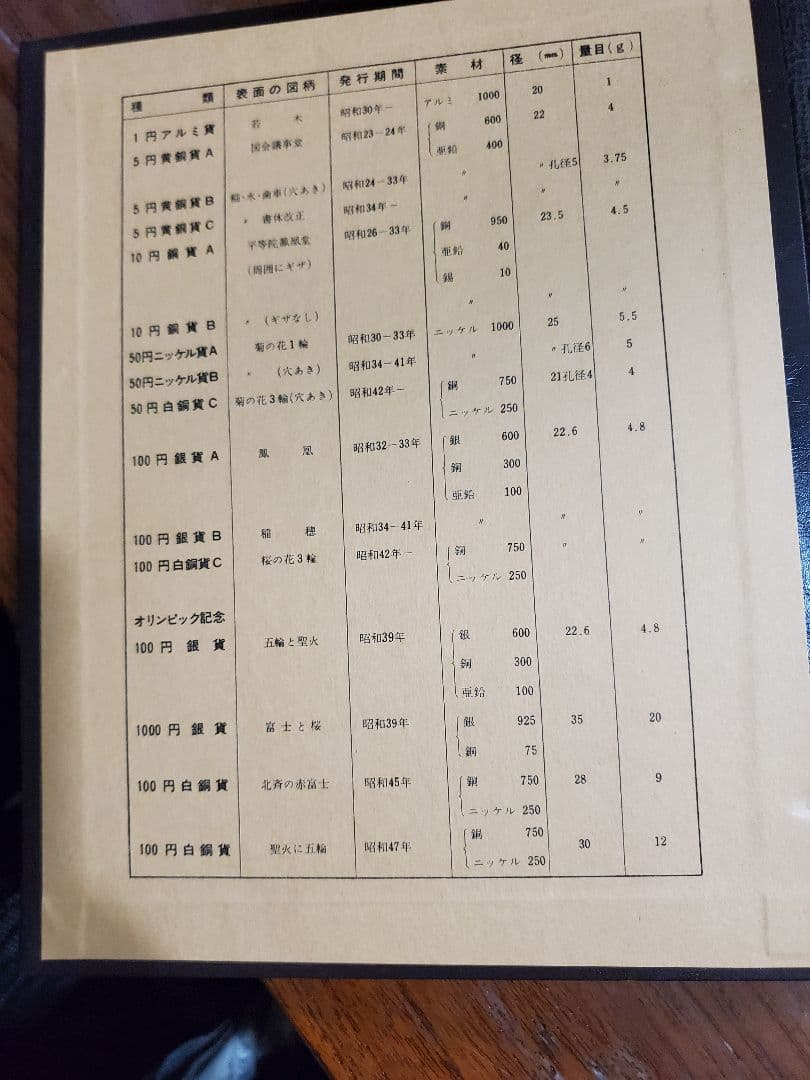 種類 表面の図柄 発行期間 素材 径(㎜) 量目(g)
1円アルミ貨 若木 昭和30年− アルミ 1000 20 1
5円黄銅貨A 国会議事堂 昭和23−24年 銅 600 22 4
亜鉛 400
5円黄銅貨B 稲・水・歯車(穴あき) 昭和24−33年 〃 〃孔径5 3.75
5円黄銅貨C 〃 書体改正 昭和34年− 〃 〃 〃
10円銅貨A 平等院鳳凰堂 昭和26−33年 銅 950 23.5 4.5
(周囲にギザ) 亜鉛 40
錫 10
10円銅貨B 〃 (ギザなし) 〃 〃 〃
50円ニッケル貨A 菊の花1輪 昭和30−33年 ニッケル 1000 25 5.5
50円ニッケル貨B 〃 (穴あき) 昭和34−41年 〃 〃孔径6 5
50円白銅貨C 菊の花3輪(穴あき) 昭和42年− 銅 750 21孔径4 4
ニッケル 250
100円銀貨A 鳳凰 昭和32−33年 銀 600 22.6 4.8
銅 300
亜鉛 100
100円銀貨B 稲穂 昭和34−41年 〃 〃 〃
100円白銅貨C 桜の花3輪 昭和42年− 銅 750 〃 〃
ニッケル 250
オリンピック記念
100円銀貨 五輪と聖火 昭和39年 銀 600 22.6 4.8
銅 300
亜鉛 100
1000円銀貨 富士と桜 昭和39年 銀 925 35 20
銅 75
100円白銅貨 北斉の赤富士 昭和45年 銅 750 28 9
ニッケル 250
100円白銅貨 聖火に五輪 昭和47年 銅 750 30 12
ニッケル 250